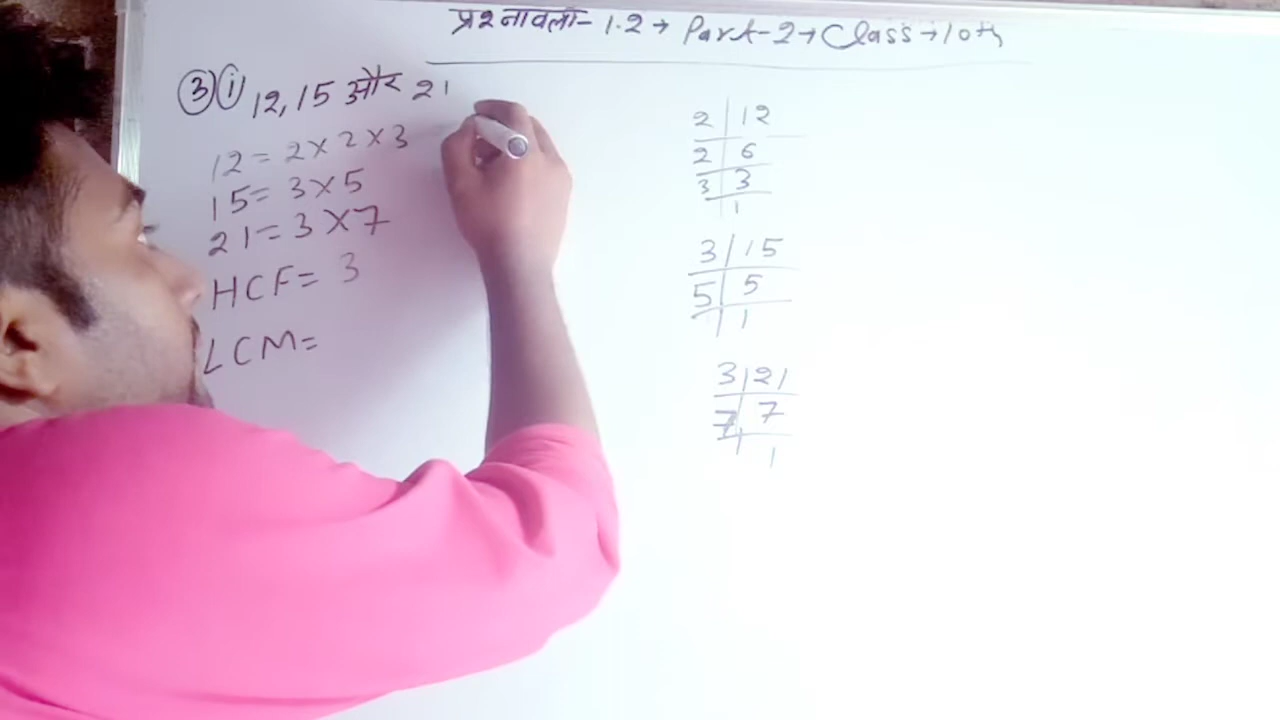 प्रश्नावली- 1.2 → Part-2 → Class → 10th
3 i 12, 15 और 21
12 = 2 × 2 × 3
15 = 3 × 5
21 = 3 × 7
HCF = 3
LCM =
2 | 12
2 | 6
3 | 3
| 1
3 | 15
5 | 5
| 1
3 | 21
7 | 7
| 1